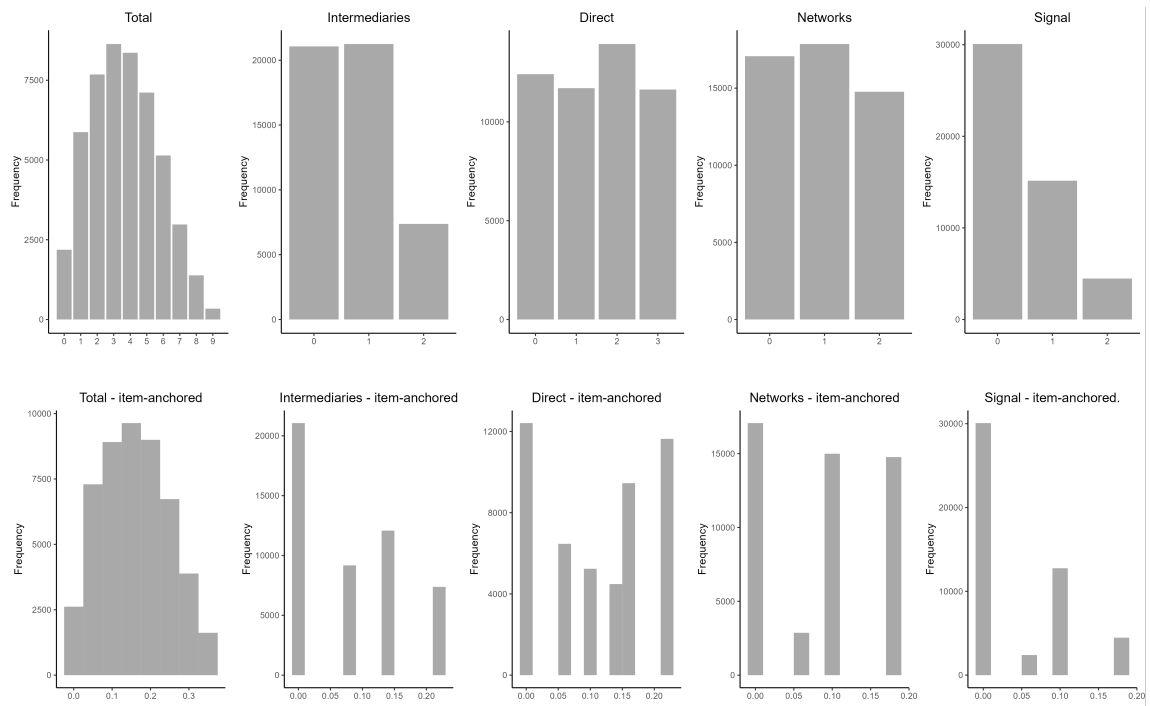 Total
Intermediaries
Direct
Networks
Signal
Frequency
7500
5000
2500
0
0 1 2 3 4 5 6 7 8 9
Frequency
20000
15000
10000
5000
0
0 1 2
Frequency
10000
5000
0
0 1 2 3
Frequency
15000
10000
5000
0
0 1 2
Frequency
30000
20000
10000
0
0 1 2
Total - item-anchored
Intermediaries - item-anchored
Direct - item-anchored
Networks - item-anchored
Signal - item-anchored.
Frequency
10000
7500
5000
2500
0
0.0 0.1 0.2 0.3
Frequency
20000
15000
10000
5000
0
0.00 0.05 0.10 0.15 0.20
Frequency
12000
8000
4000
0
0.00 0.05 0.10 0.15 0.20
Frequency
15000
10000
5000
0
0.00 0.05 0.10 0.15 0.20
Frequency
30000
20000
10000
0
0.00 0.05 0.10 0.15 0.20